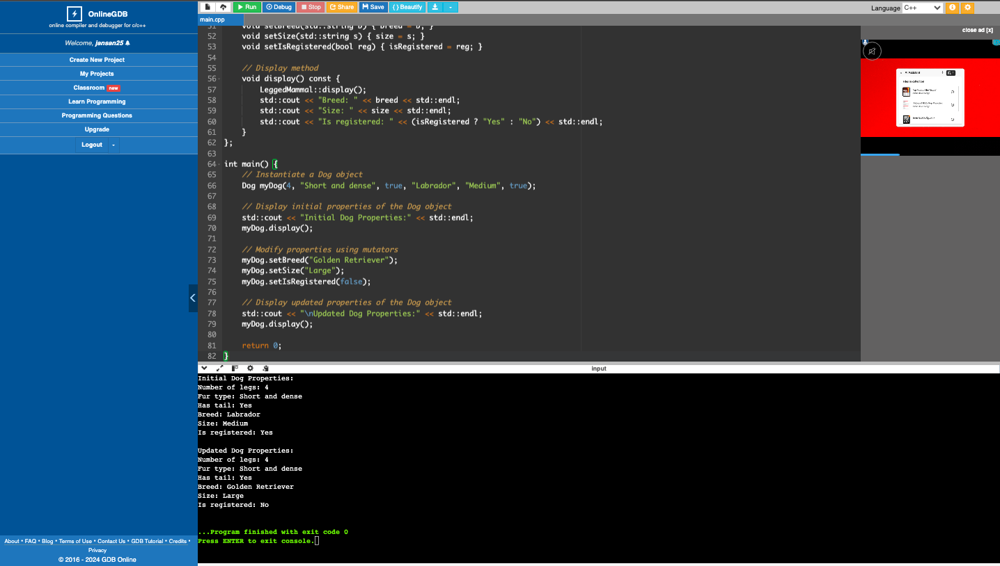 OnlineGDB
online compiler and debugger for c/c++
Welcome, jansan25
Create New Project
My Projects
Classroom new
Learn Programming
Programming Questions
Upgrade
Logout
About • FAQ • Blog • Terms of Use • Contact Us • GDB Tutorial • Credits •
Privacy
© 2016 - 2024 GDB Online
Run Debug Stop Share Save {} Beautify
Language C++
main.cpp
close ad [x]
AI Assistant
Files in collection
51 void setBreed(std::string b) { breed = b; }
52 void setSize(std::string s) { size = s; }
53 void setIsRegistered(bool reg) { isRegistered = reg; }
54
55 // Display method
56 void display() const {
57 LeggedMammal::display();
58 std::cout << "Breed: " << breed << std::endl;
59 std::cout << "Size: " << size << std::endl;
60 std::cout << "Is registered: " << (isRegistered ? "Yes" : "No") << std::endl;
61 }
62 };
63
64 int main() {
65 // Instantiate a Dog object
66 Dog myDog(4, "Short and dense", true, "Labrador", "Medium", true);
67
68 // Display initial properties of the Dog object
69 std::cout << "Initial Dog Properties:" << std::endl;
70 myDog.display();
71
72 // Modify properties using mutators
73 myDog.setBreed("Golden Retriever");
74 myDog.setSize("Large");
75 myDog.setIsRegistered(false);
76
77 // Display updated properties of the Dog object
78 std::cout << "\nUpdated Dog Properties:" << std::endl;
79 myDog.display();
80
81 return 0;
82 }
input
Initial Dog Properties:
Number of legs: 4
Fur type: Short and dense
Has tail: Yes
Breed: Labrador
Size: Medium
Is registered: Yes
Updated Dog Properties:
Number of legs: 4
Fur type: Short and dense
Has tail: Yes
Breed: Golden Retriever
Size: Large
Is registered: No
...Program finished with exit code 0
Press ENTER to exit console.